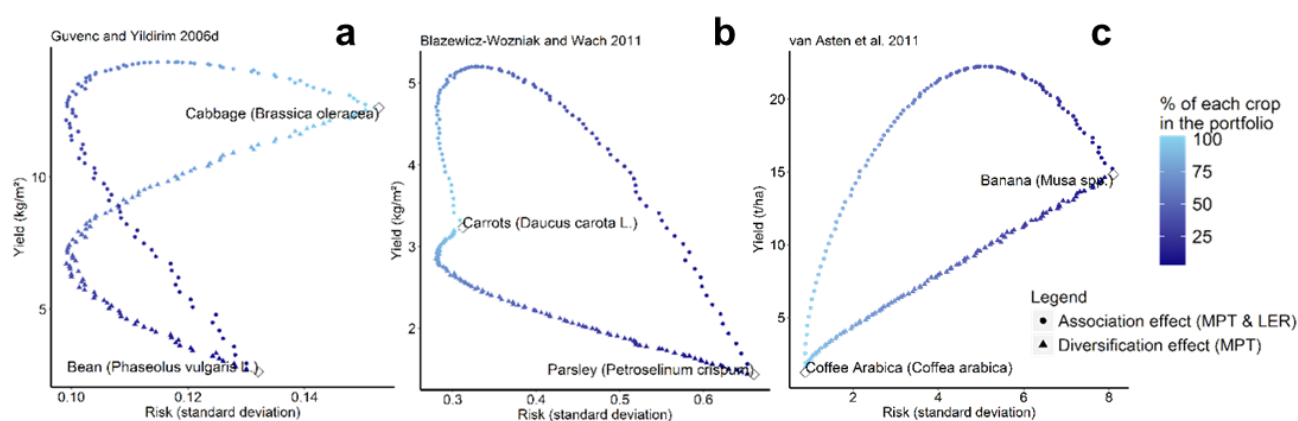 Guvenc and Yildirim 2006d
a
Yield (kg/m²)
10
5
Cabbage (Brassica oleracea)
Bean (Phaseolus vulgaris L.)
0.10
0.12
0.14
Risk (standard deviation)
Blazewicz-Wozniak and Wach 2011
b
Yield (kg/m²)
5
4
3
2
Carrots (Daucus carota L.)
Parsley (Petroselinum crispum)
0.3
0.4
0.5
0.6
Risk (standard deviation)
van Asten et al. 2011
c
Yield (t/ha)
20
15
10
5
Banana (Musa spp.)
Coffee Arabica (Coffea arabica)
2
4
6
8
Risk (standard deviation)
% of each crop
in the portfolio
100
75
50
25
Legend
Association effect (MPT & LER)
Diversification effect (MPT)